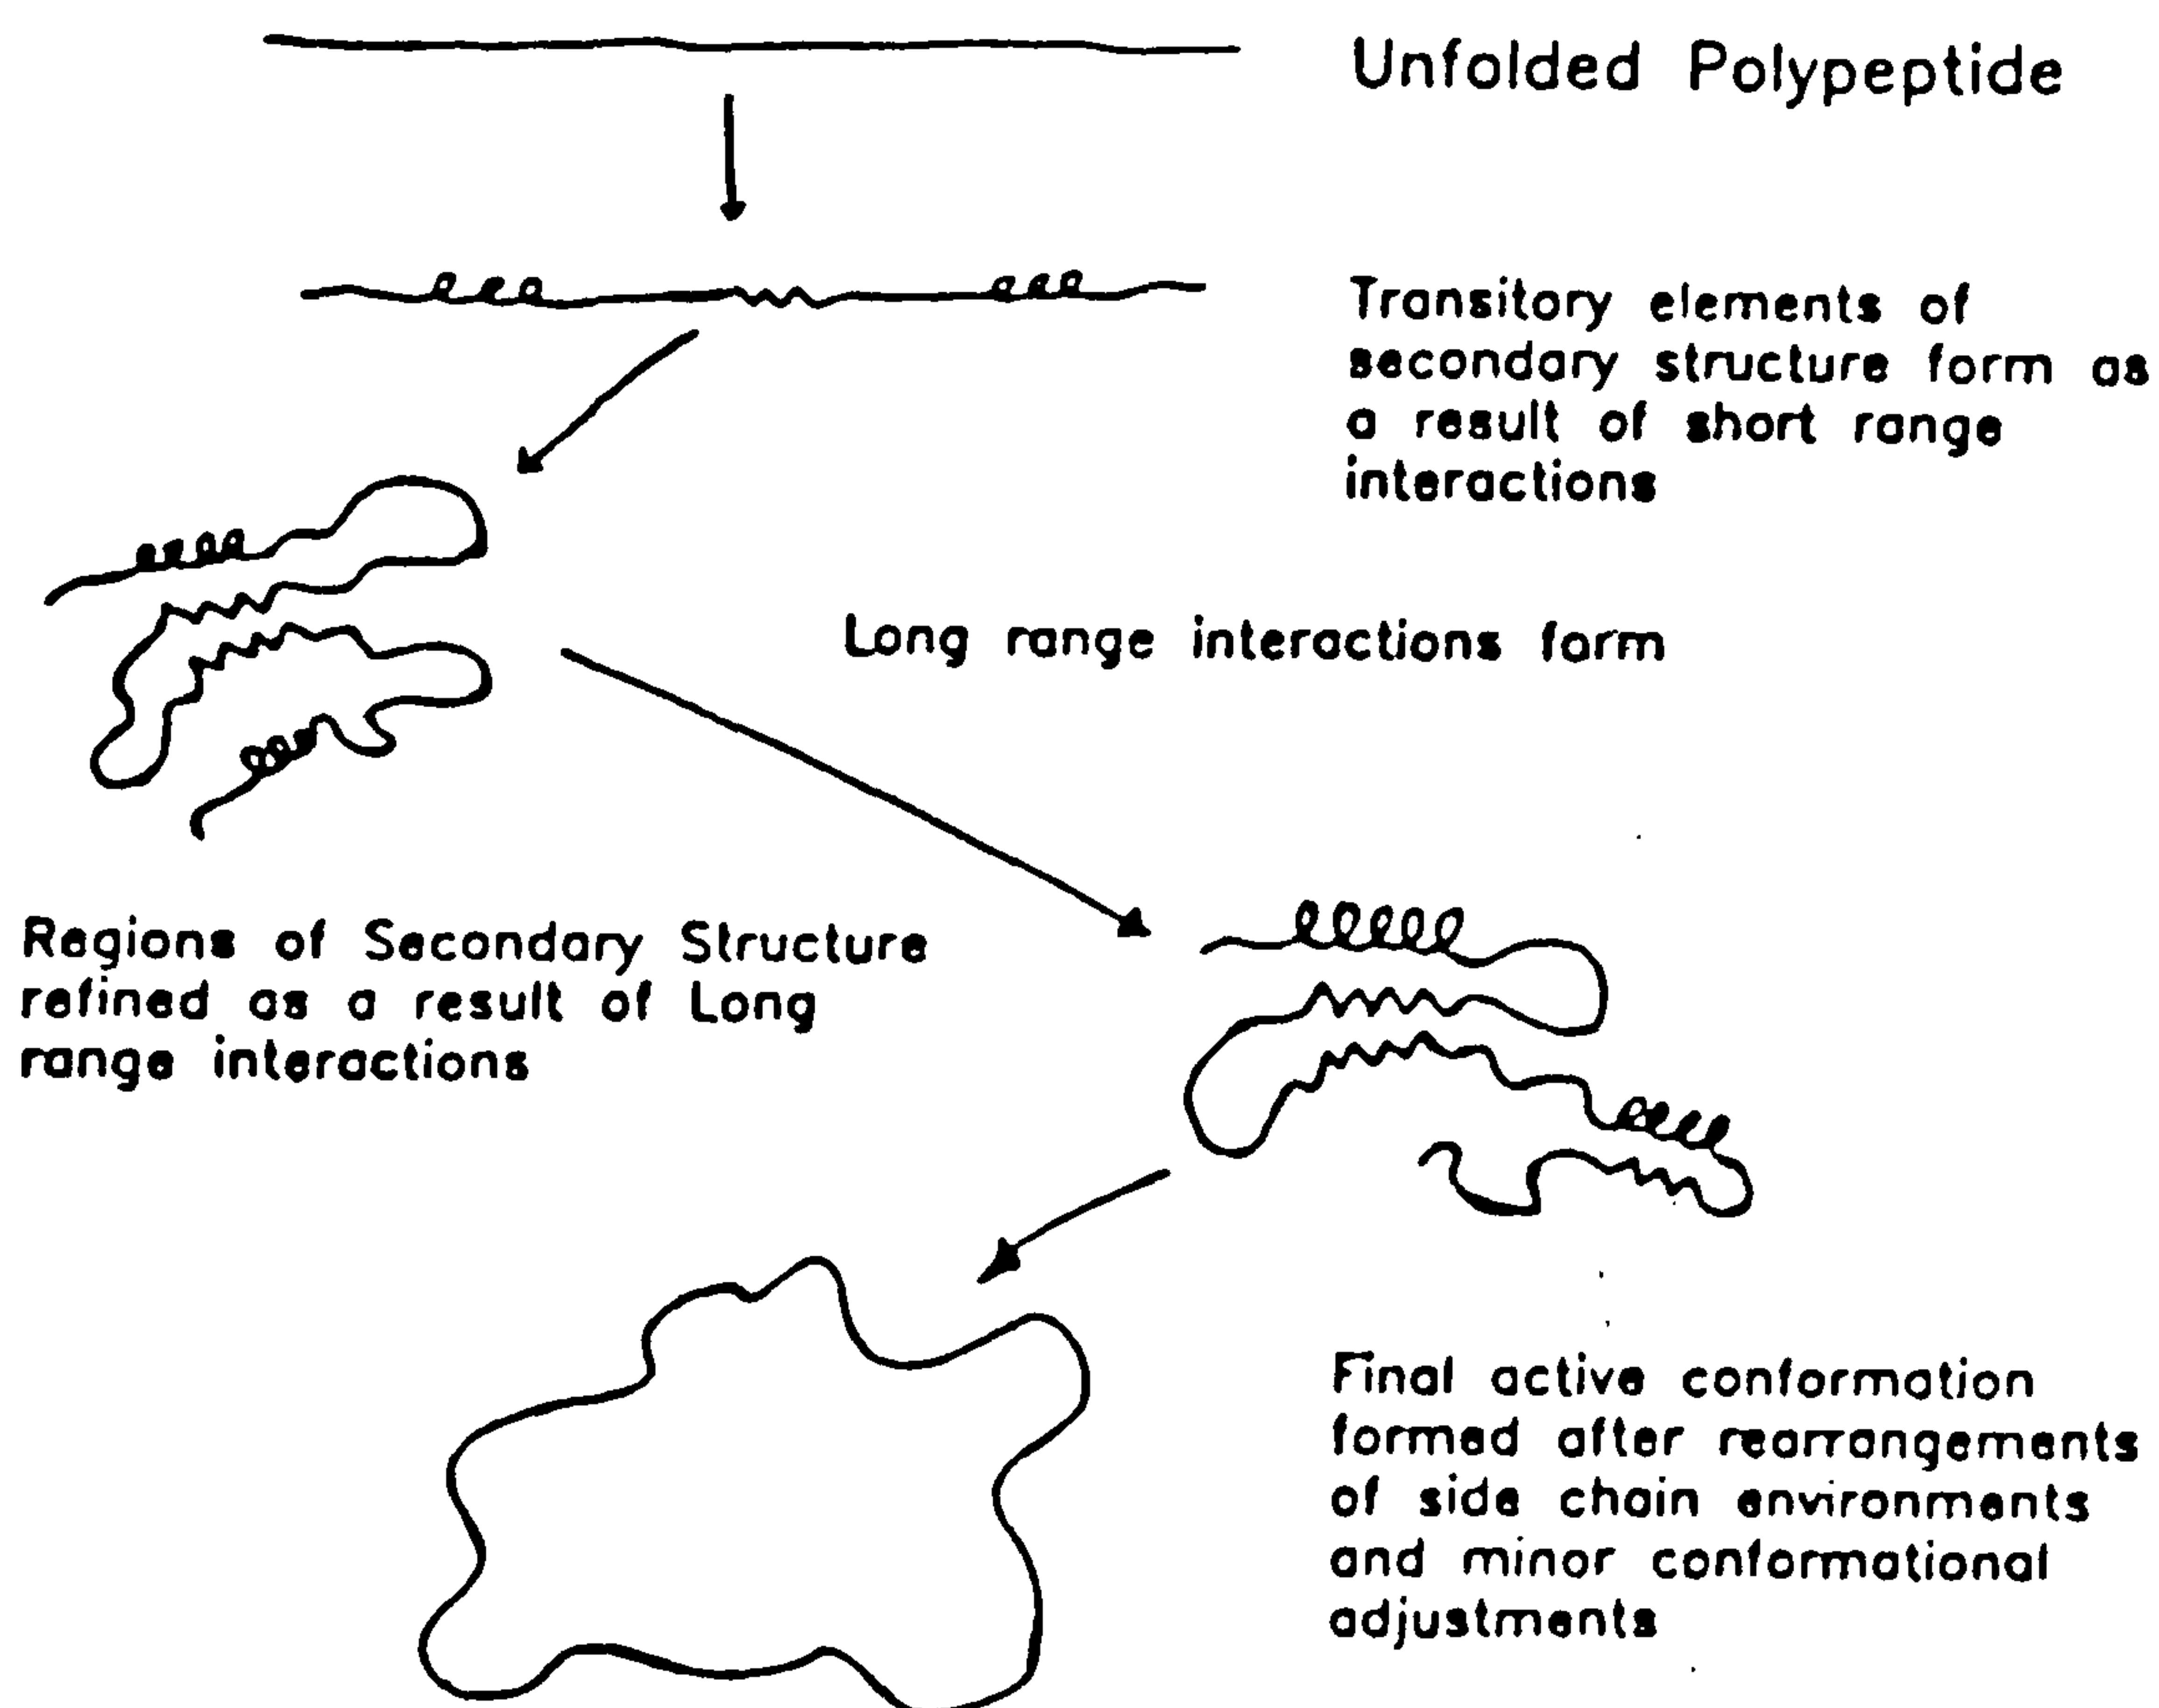 Unfolded Polypeptide
Transitory elements of
secondary structure form as
a result of short range
interactions
Long range interactions form
Regions of Secondary Structure
refined as a result of Long
range interactions
Final active conformation
formed after rearrangements
of side chain environments
and minor conformational
adjustments